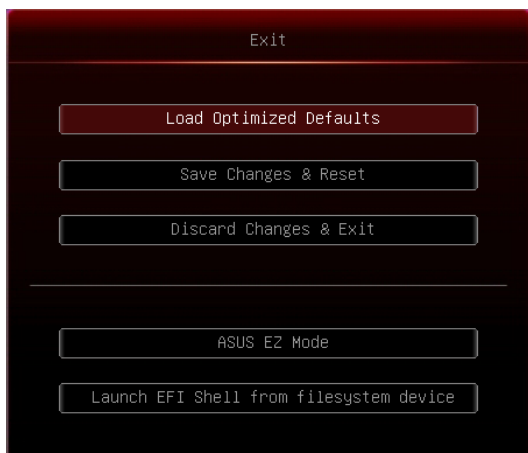 Exit
Load Optimized Defaults
Save Changes & Reset
Discard Changes & Exit
ASUS EZ Mode
Launch EFI Shell from filesystem device